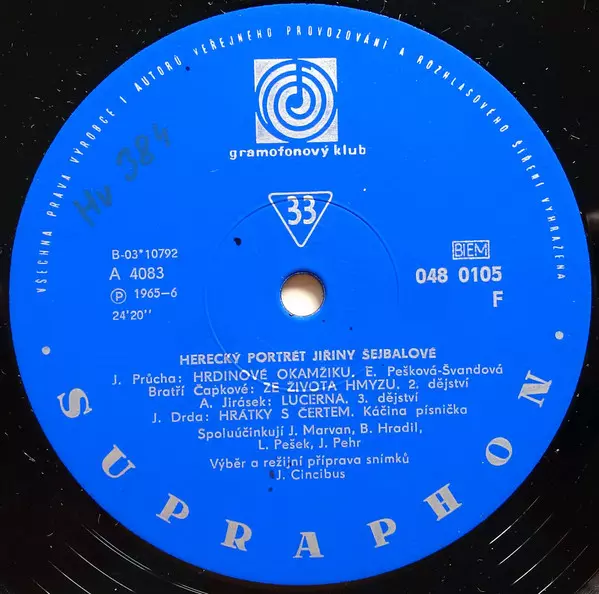 VŠECHNA PRÁVA VÝROBCE I AUTORŮ VEŘEJNÉHO PROVOZOVÁNÍ A ROZHLASOVÉHO ŠÍŘENÍ VYHRAZENA
gramofonový klub
Hv 384
33
B-03*10792
A 4083
Ⓟ 1965-6
24'20''
BIEM
048 0105
F
HERECKÝ PORTRÉT JIŘINY ŠEJBALOVÉ
J. Průcha: HRDINOVÉ OKAMŽIKU. E. Pešková-Švandová
Bratří Čapkové: ZE ŽIVOTA HMYZU. 2. dějství
A. Jirásek: LUCERNA. 3. dějství
J. Drda: HRÁTKY S ČERTEM. Káčina písnička
Spoluúčinkují J. Marvan, B. Hradil,
L. Pešek, J. Pehr
Výběr a režijní příprava snímků
J. Cincibus
• SUPRAPHON •